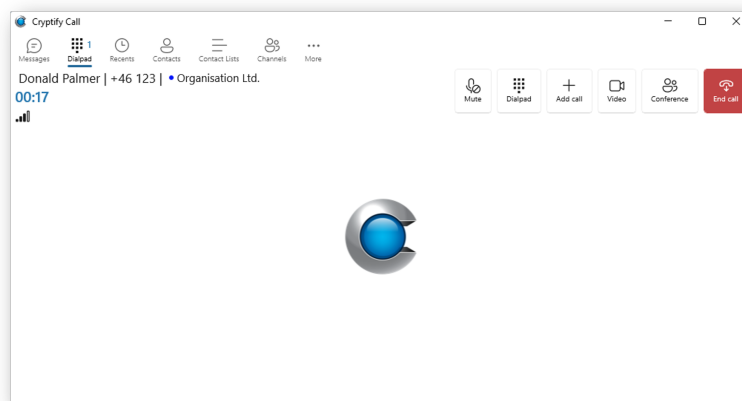 Cryptify Call
1
Messages Dialpad Recents Contacts Contact Lists Channels More
Donald Palmer | +46 123 | • Organisation Ltd.
00:17
Mute Dialpad Add call Video Conference End call